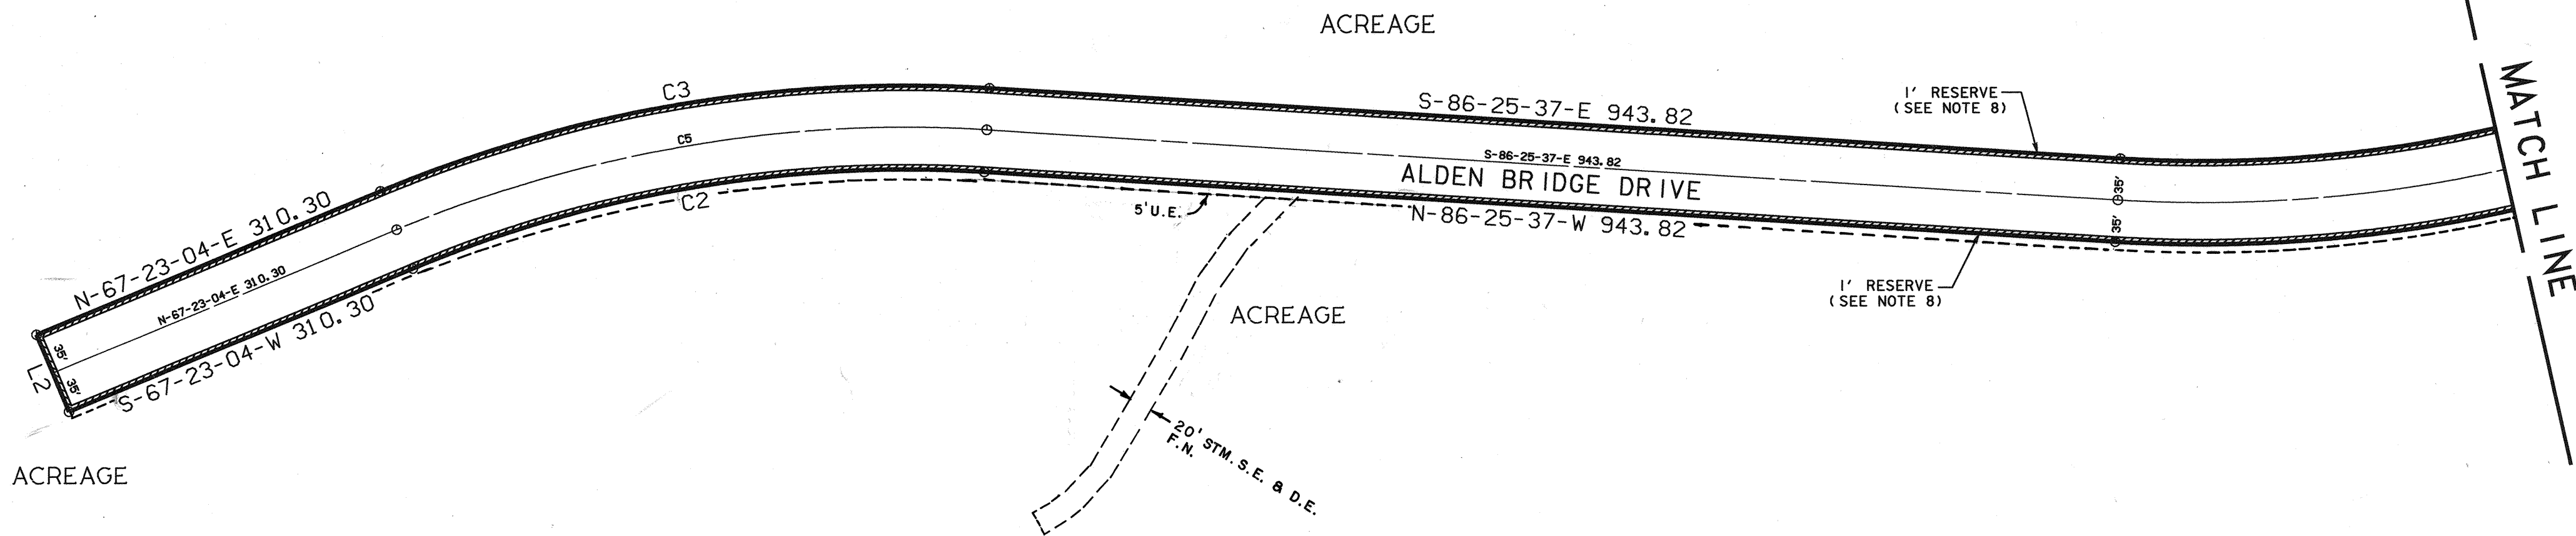 ACREAGE
C3
S-86-25-37-E 943.82
1' RESERVE
(SEE NOTE 8)
MATCH LINE
C5
S-86-25-37-E 943.82
ALDEN BRIDGE DRIVE
35'
35'
C2
5' U.E.
N-86-25-37-W 943.82
N-67-23-04-E 310.30
N-67-23-04-E 310.30
S-67-23-04-W 310.30
35'
35'
L2
1' RESERVE
(SEE NOTE 8)
ACREAGE
20' STM. S.E. & D.E.
F.N.
ACREAGE